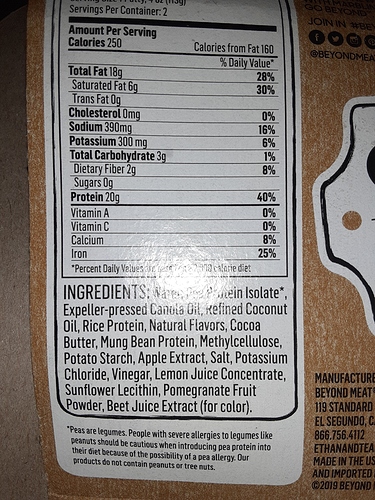 Servings Per Container: 2
Amount Per Serving
Calories 250 Calories from Fat 160
% Daily Value*
Total Fat 18g 28%
Saturated Fat 6g 30%
Trans Fat 0g
Cholesterol 0mg 0%
Sodium 390mg 16%
Potassium 300 mg 6%
Total Carbohydrate 3g 1%
Dietary Fiber 2g 8%
Sugars 0g
Protein 20g 40%
Vitamin A 0%
Vitamin C 0%
Calcium 8%
Iron 25%
*Percent Daily Values calorie diet
INGREDIENTS: Water, Pea Protein Isolate*,
Expeller-pressed Canola Oil, Refined Coconut
Oil, Rice Protein, Natural Flavors, Cocoa
Butter, Mung Bean Protein, Methylcellulose,
Potato Starch, Apple Extract, Salt, Potassium
Chloride, Vinegar, Lemon Juice Concentrate,
Sunflower Lecithin, Pomegranate Fruit
Powder, Beet Juice Extract (for color).
*Peas are legumes. People with severe allergies to legumes like
peanuts should be cautious when introducing pea protein into
their diet because of the possibility of a pea allergy. Our
products do not contain peanuts or tree nuts.
JOIN IN #BEY
@BEYONDMEAT
MANUFACTURE
BEYOND MEAT
119 STANDARD
EL SEGUNDO, C
866.756.4112
ETHANANDTEA
MADE IN THE US
AND IMPORTED
©2019 BEYOND